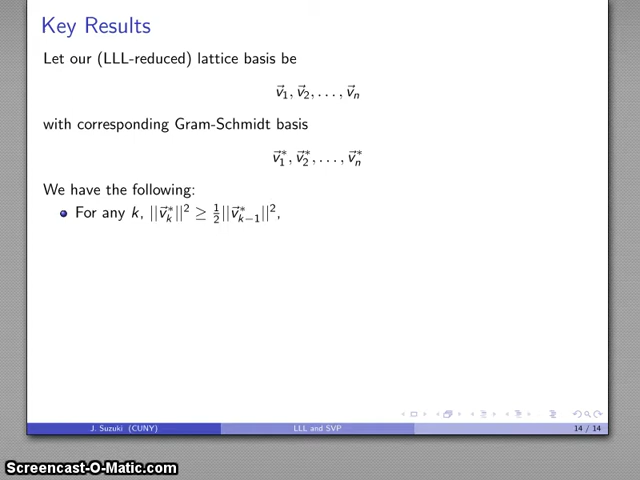 Key Results
Let our (LLL-reduced) lattice basis be
v⃗₁, v⃗₂, . . . , v⃗ₙ
with corresponding Gram-Schmidt basis
v⃗₁*, v⃗₂*, . . . , v⃗ₙ*
We have the following:
For any k, ||v⃗ₖ*||² ≥ ½||v⃗ₖ₋₁*||²,
J. Suzuki (CUNY) LLL and SVP 14 / 14
Screencast-O-Matic.com